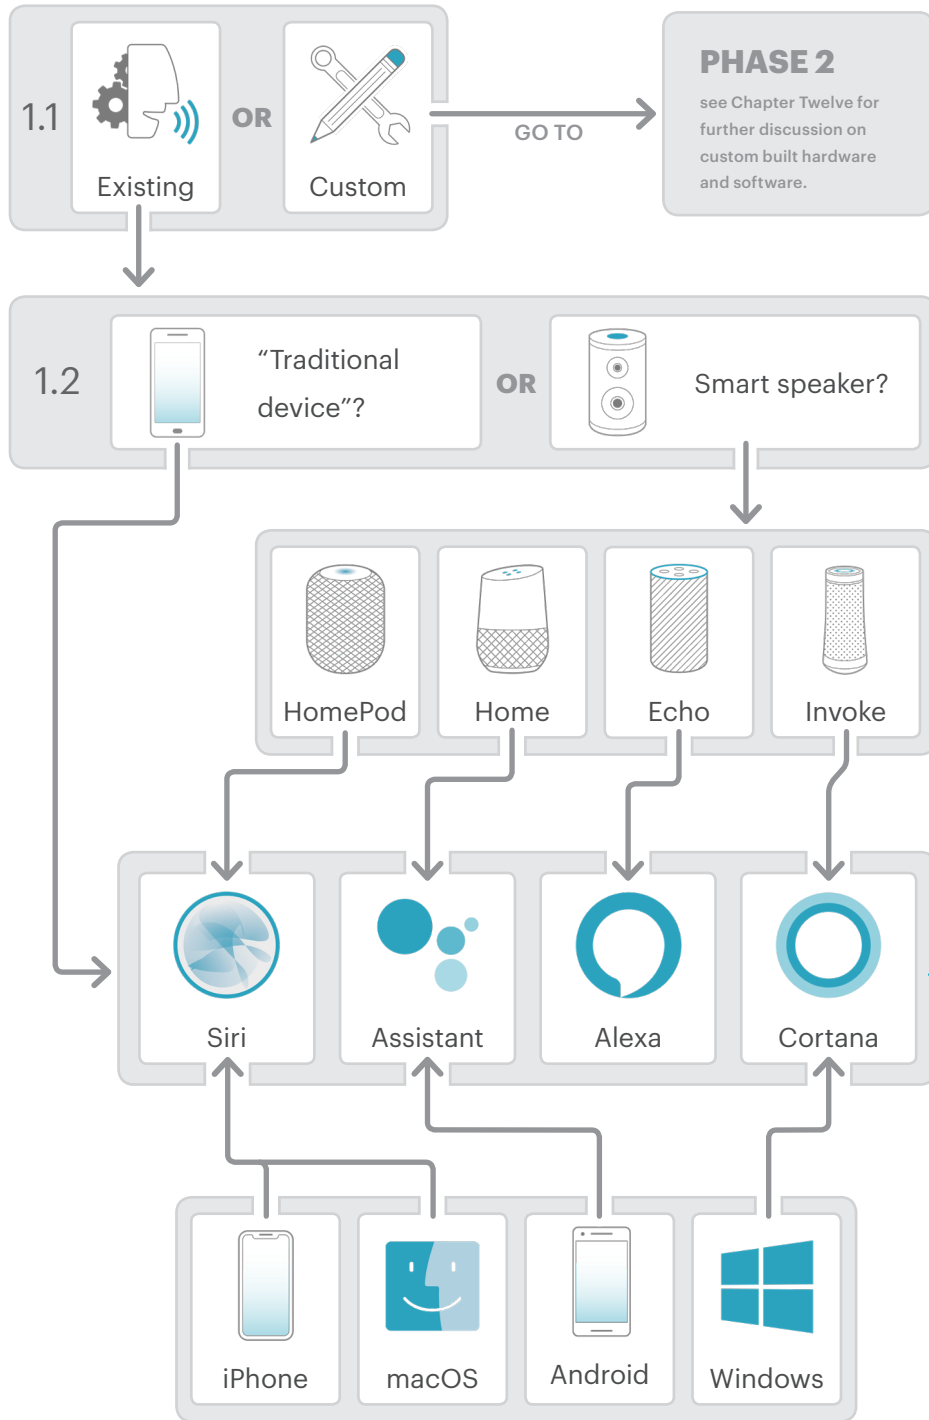 1.1
Existing
OR
Custom
GO TO
PHASE 2
see Chapter Twelve for
further discussion on
custom built hardware
and software.
1.2
“Traditional
device”?
OR
Smart speaker?
HomePod
Home
Echo
Invoke
Siri
Assistant
Alexa
Cortana
iPhone
macOS
Android
Windows